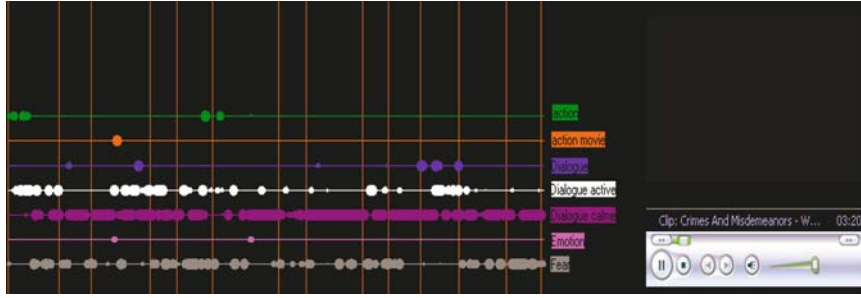 action
action movie
Dialogue
Dialogue active
Dialogue calme
Emotion
Fear
Clip: Crimes And Misdemeanors - W... 03:20